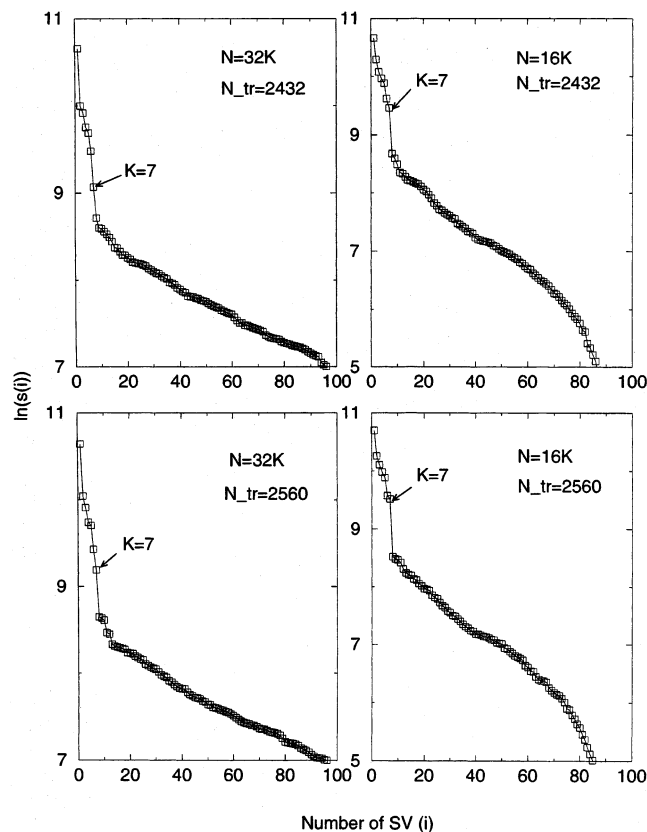 11
N=32K
N_tr=2432
K=7
9
7
0 20 40 60 80 100
11
N=16K
N_tr=2432
K=7
9
7
5
0 20 40 60 80 100
ln(s(i))
11
N=32K
N_tr=2560
K=7
9
7
0 20 40 60 80 100
11
N=16K
N_tr=2560
K=7
9
7
5
0 20 40 60 80 100
Number of SV (i)